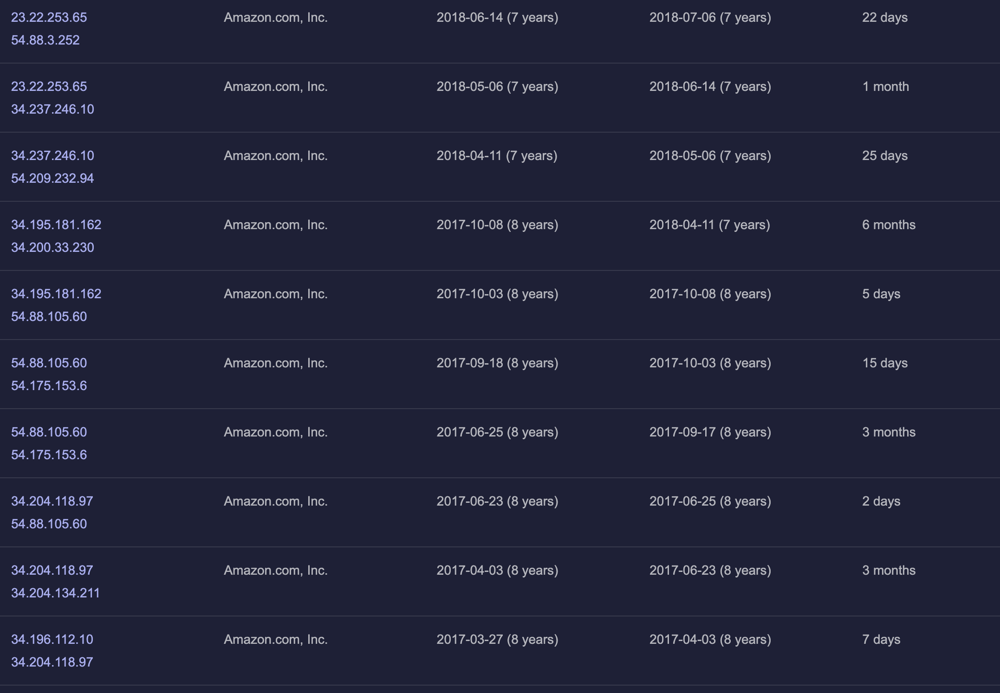 23.22.253.65 Amazon.com, Inc. 2018-06-14 (7 years) 2018-07-06 (7 years) 22 days
54.88.3.252
23.22.253.65 Amazon.com, Inc. 2018-05-06 (7 years) 2018-06-14 (7 years) 1 month
34.237.246.10
34.237.246.10 Amazon.com, Inc. 2018-04-11 (7 years) 2018-05-06 (7 years) 25 days
54.209.232.94
34.195.181.162 Amazon.com, Inc. 2017-10-08 (8 years) 2018-04-11 (7 years) 6 months
34.200.33.230
34.195.181.162 Amazon.com, Inc. 2017-10-03 (8 years) 2017-10-08 (8 years) 5 days
54.88.105.60
54.88.105.60 Amazon.com, Inc. 2017-09-18 (8 years) 2017-10-03 (8 years) 15 days
54.175.153.6
54.88.105.60 Amazon.com, Inc. 2017-06-25 (8 years) 2017-09-17 (8 years) 3 months
54.175.153.6
34.204.118.97 Amazon.com, Inc. 2017-06-23 (8 years) 2017-06-25 (8 years) 2 days
54.88.105.60
34.204.118.97 Amazon.com, Inc. 2017-04-03 (8 years) 2017-06-23 (8 years) 3 months
34.204.134.211
34.196.112.10 Amazon.com, Inc. 2017-03-27 (8 years) 2017-04-03 (8 years) 7 days
34.204.118.97